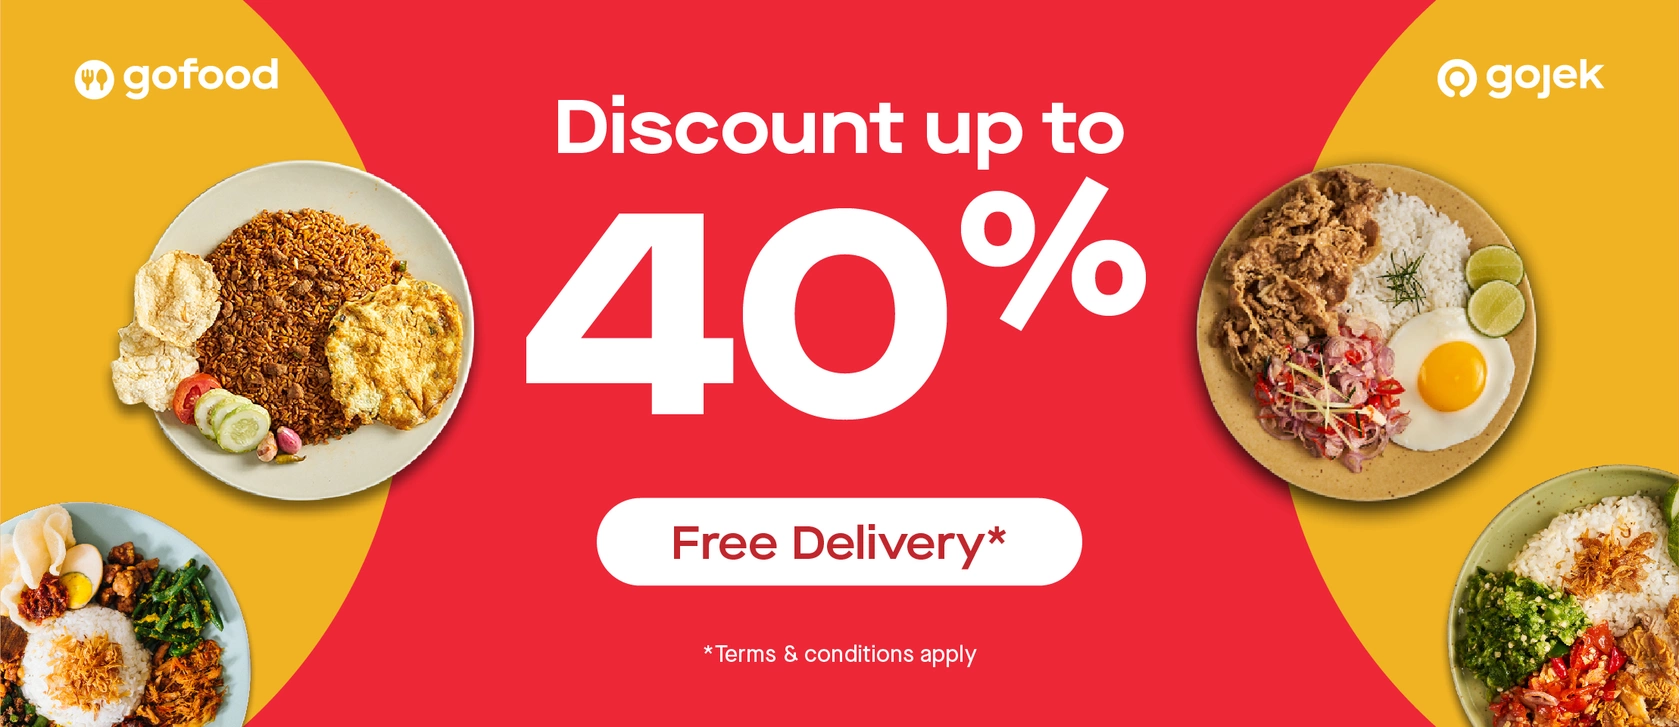 gofood
gojek
Discount up to
40%
Free Delivery*
*Terms & conditions apply